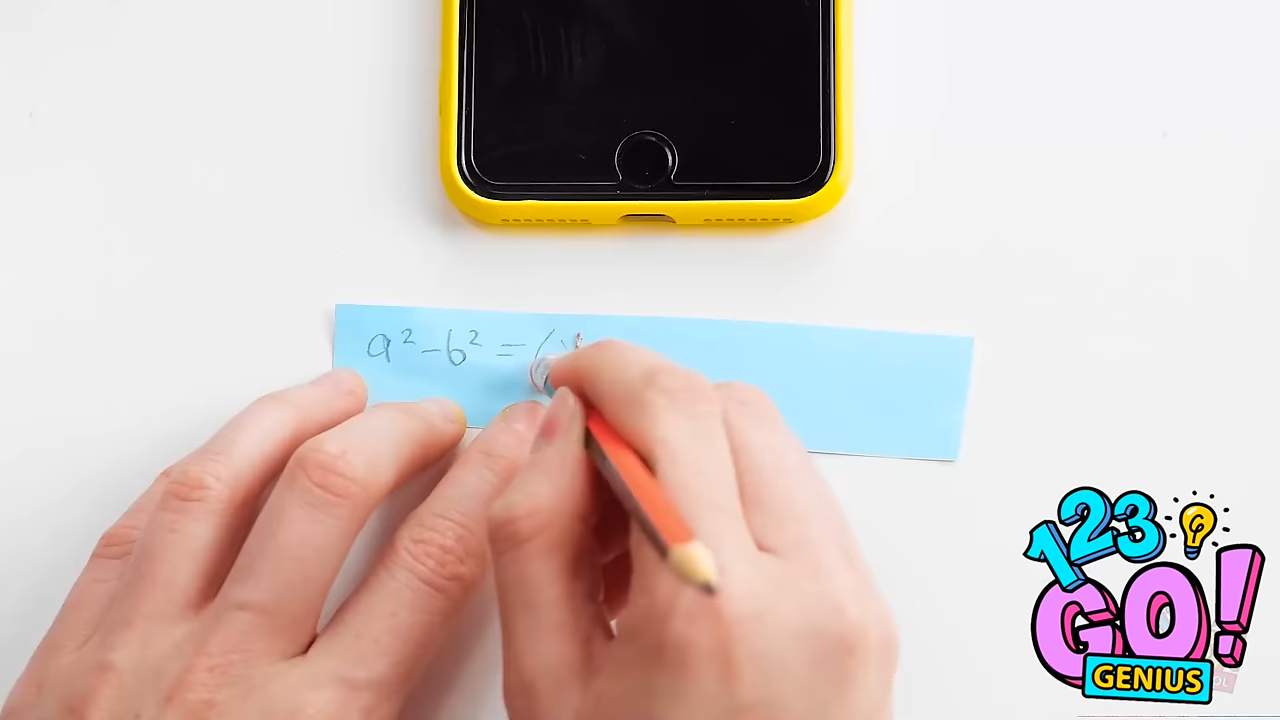 a² - b² = (
123
GO!
GENIUS